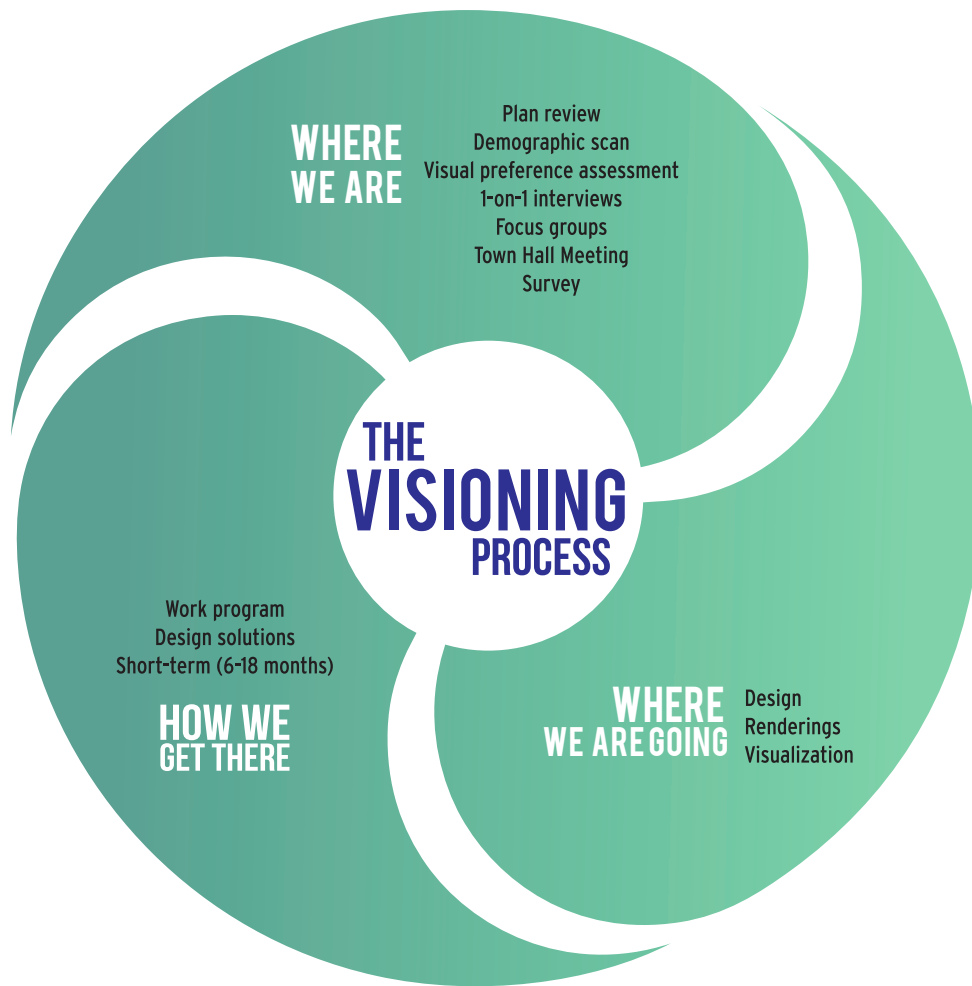 WHERE
WE ARE
Plan review
Demographic scan
Visual preference assessment
1-on-1 interviews
Focus groups
Town Hall Meeting
Survey
THE
VISIONING
PROCESS
WHERE
WE ARE GOING
Design
Renderings
Visualization
Work program
Design solutions
Short-term (6-18 months)
HOW WE
GET THERE